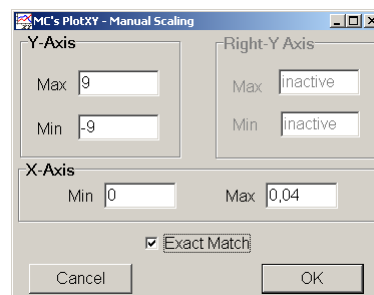 MC's PlotXY - Manual Scaling
Y-Axis
Max 9
Min -9
Right-Y Axis
Max inactive
Min inactive
X-Axis
Min 0 Max 0,04
Exact Match
Cancel OK